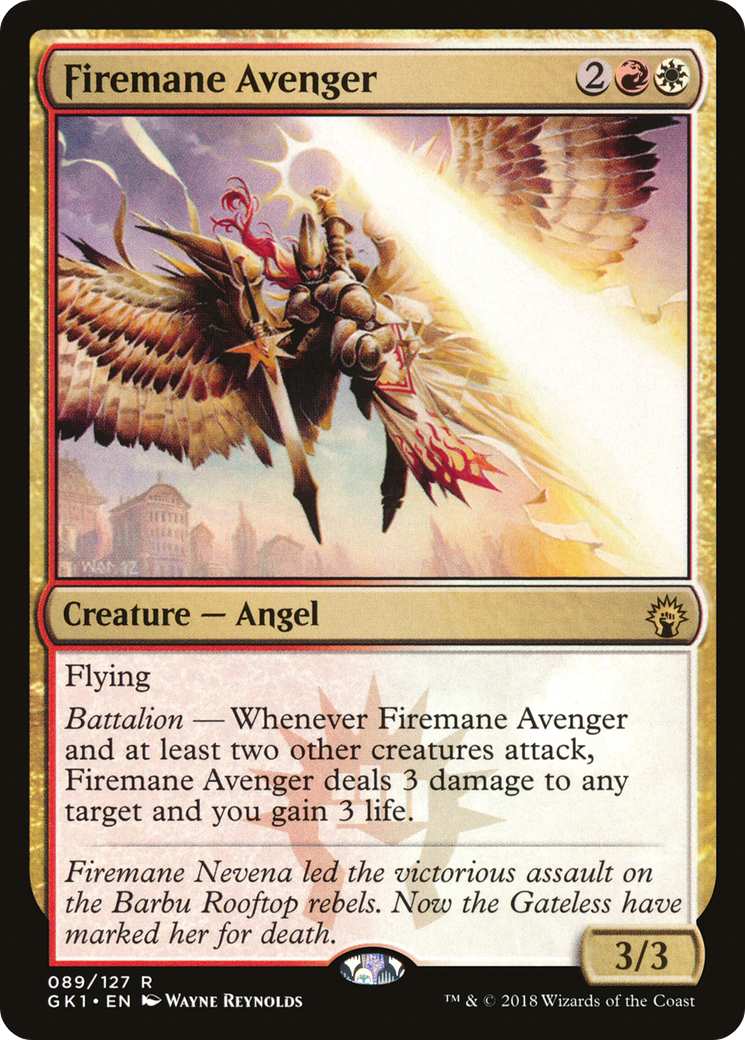 Firemane Avenger 2
Creature — Angel
Flying
Battalion — Whenever Firemane Avenger
and at least two other creatures attack,
Firemane Avenger deals 3 damage to any
target and you gain 3 life.
Firemane Nevena led the victorious assault on
the Barbu Rooftop rebels. Now the Gateless have
marked her for death.
3/3
089/127 R
GK1 • EN Wayne Reynolds
™ & © 2018 Wizards of the Coast